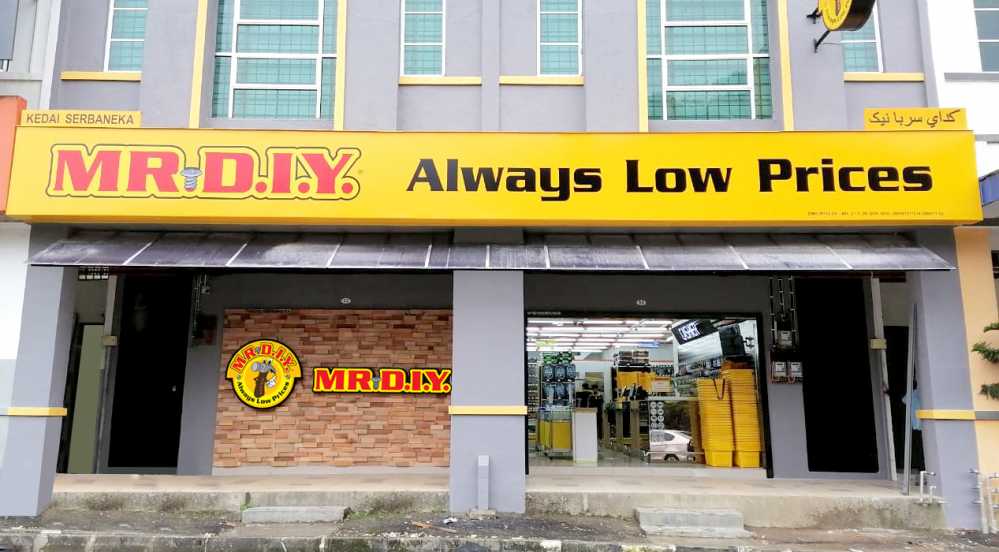 KEDAI SERBANEKA
كداي سربا نيک
MR.D.I.Y. Always Low Prices
MR.D.I.Y.
Always Low Prices
MR.D.I.Y.